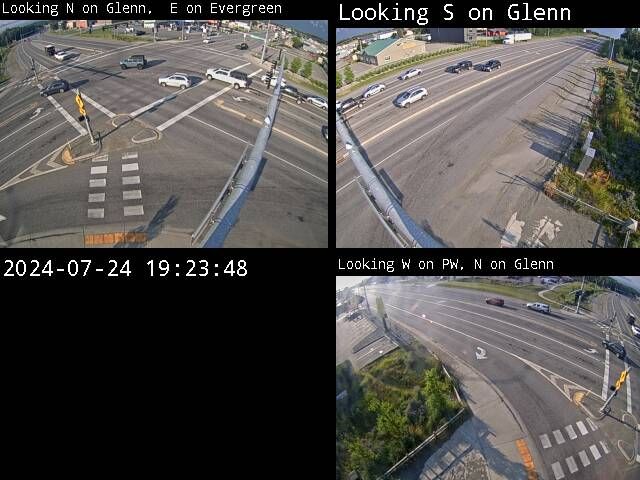 Looking N on Glenn, E on Evergreen
Looking S on Glenn
2024-07-24 19:23:48
Looking W on PW, N on Glenn